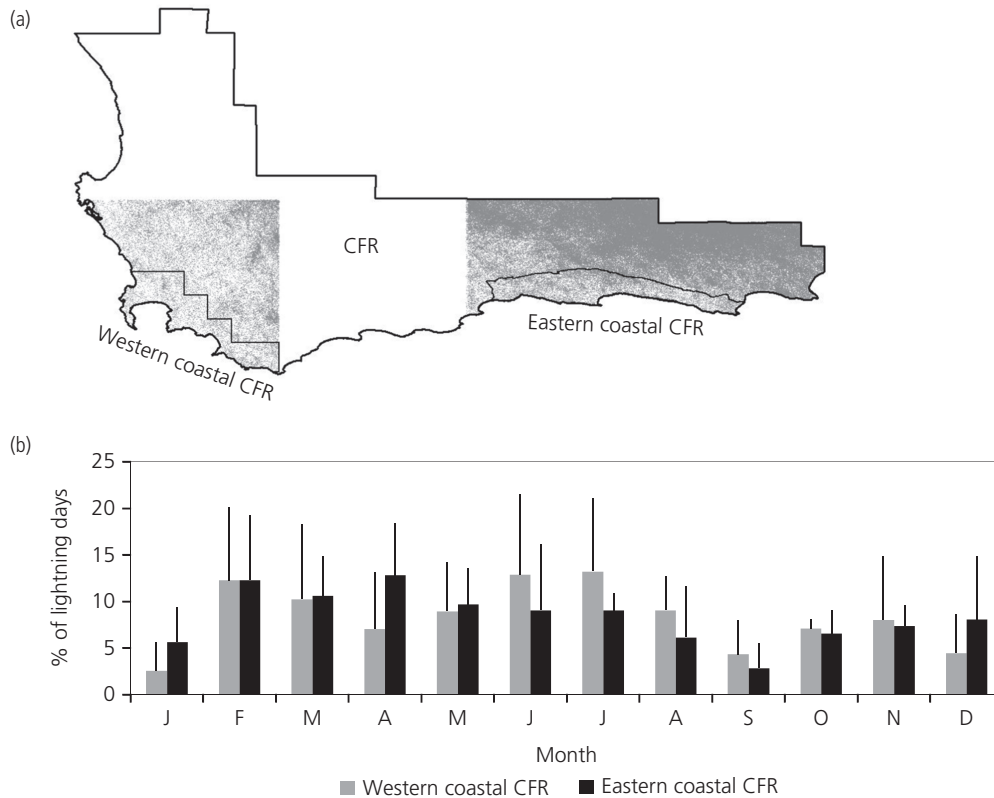 (a)
CFR
Western coastal CFR
Eastern coastal CFR
(b)
25
20
15
10
5
0
% of lightning days
J F M A M J J A S O N D
Month
Western coastal CFR Eastern coastal CFR